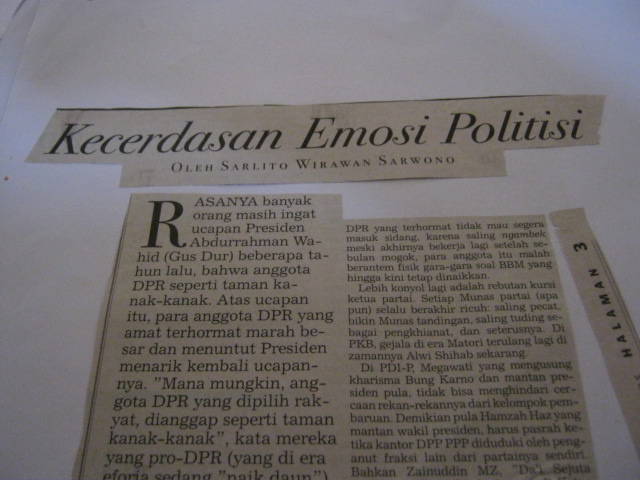 Kecerdasan Emosi Politisi
OLEH SARLITO WIRAWAN SARWONO
RASANYA banyak
orang masih ingat
ucapan Presiden
Abdurrahman Wa-
hid (Gus Dur) beberapa ta-
hun lalu, bahwa anggota
DPR seperti taman ka-
nak-kanak. Atas ucapan
itu, para anggota DPR yang
amat terhormat marah be-
sar dan menuntut Presiden
menarik kembali ucapan-
nya. "Mana mungkin, ang-
gota DPR yang dipilih rak-
yat, dianggap seperti taman
kanak-kanak", kata mereka
yang pro-DPR (yang di era
eforia sedang "naik daun")
DPR yang terhormat tidak mau segera
masuk sidang, karena saling ngambek
meski akhirnya bekerja lagi setelah se-
bulan mogok, para anggota itu malah
berantem fisik gara-gara soal BBM yang
hingga kini tetap dinaikkan.
Lebih konyol lagi adalah rebutan kursi
ketua partai. Setiap Munas partai (apa
pun) selalu berakhir ricuh: saling pecat,
bikin Munas tandingan, saling tuding se-
bagai pengkhianat, dan seterusnya. Di
PKB, gejala di era Matori terulang lagi di
zamannya Alwi Shihab sekarang.
Di PDI-P, Megawati yang mengusung
kharisma Bung Karno dan mantan pre-
siden pula, tidak bisa menghindari cer-
caan rekan-rekannya dari kelompok pem-
baruan. Demikian pula Hamzah Haz yang
mantan wakil presiden, harus pasrah ke-
tika kantor DPP PPP diduduki oleh peng-
anut fraksi lain dari partainya sendiri.
Bahkan Zainuddin MZ, "Da'i Sejuta
HALAMAN 3